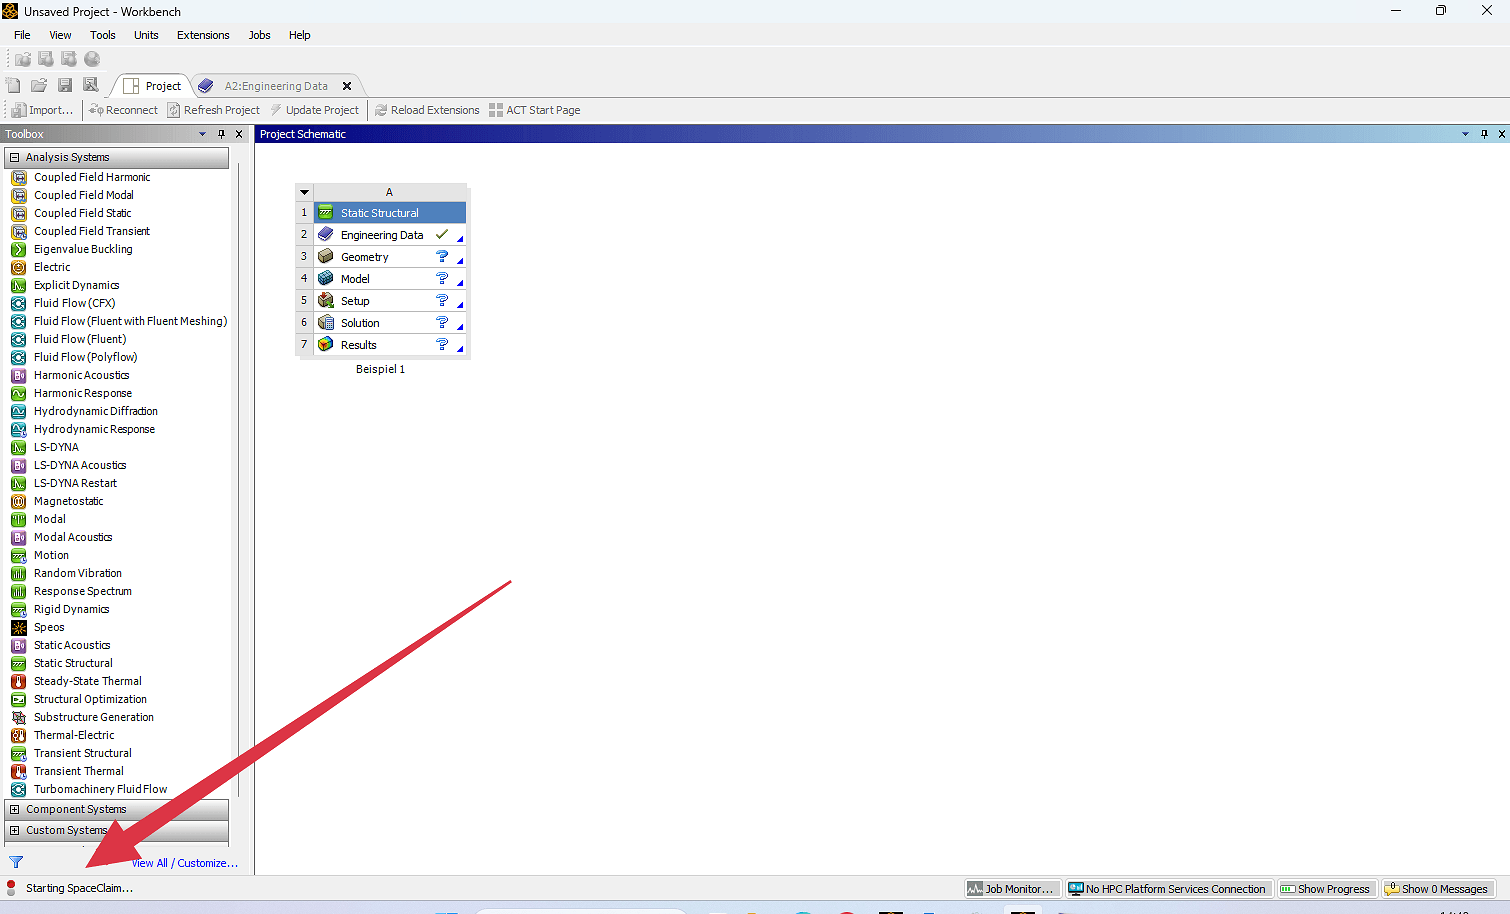 Unsaved Project - Workbench
File View Tools Units Extensions Jobs Help
Project A2:Engineering Data
Import... Reconnect Refresh Project Update Project Reload Extensions ACT Start Page
Toolbox
Analysis Systems
Coupled Field Harmonic
Coupled Field Modal
Coupled Field Static
Coupled Field Transient
Eigenvalue Buckling
Electric
Explicit Dynamics
Fluid Flow (CFX)
Fluid Flow (Fluent with Fluent Meshing)
Fluid Flow (Fluent)
Fluid Flow (Polyflow)
Harmonic Acoustics
Harmonic Response
Hydrodynamic Diffraction
Hydrodynamic Response
LS-DYNA
LS-DYNA Acoustics
LS-DYNA Restart
Magnetostatic
Modal
Modal Acoustics
Motion
Random Vibration
Response Spectrum
Rigid Dynamics
Speos
Static Acoustics
Static Structural
Steady-State Thermal
Structural Optimization
Substructure Generation
Thermal-Electric
Transient Structural
Transient Thermal
Turbomachinery Fluid Flow
Component Systems
Custom Systems
View All / Customize...
Project Schematic
A
1 Static Structural
2 Engineering Data
3 Geometry ?
4 Model ?
5 Setup ?
6 Solution ?
7 Results ?
Beispiel 1
Starting SpaceClaim...
Job Monitor... No HPC Platform Services Connection Show Progress Show 0 Messages